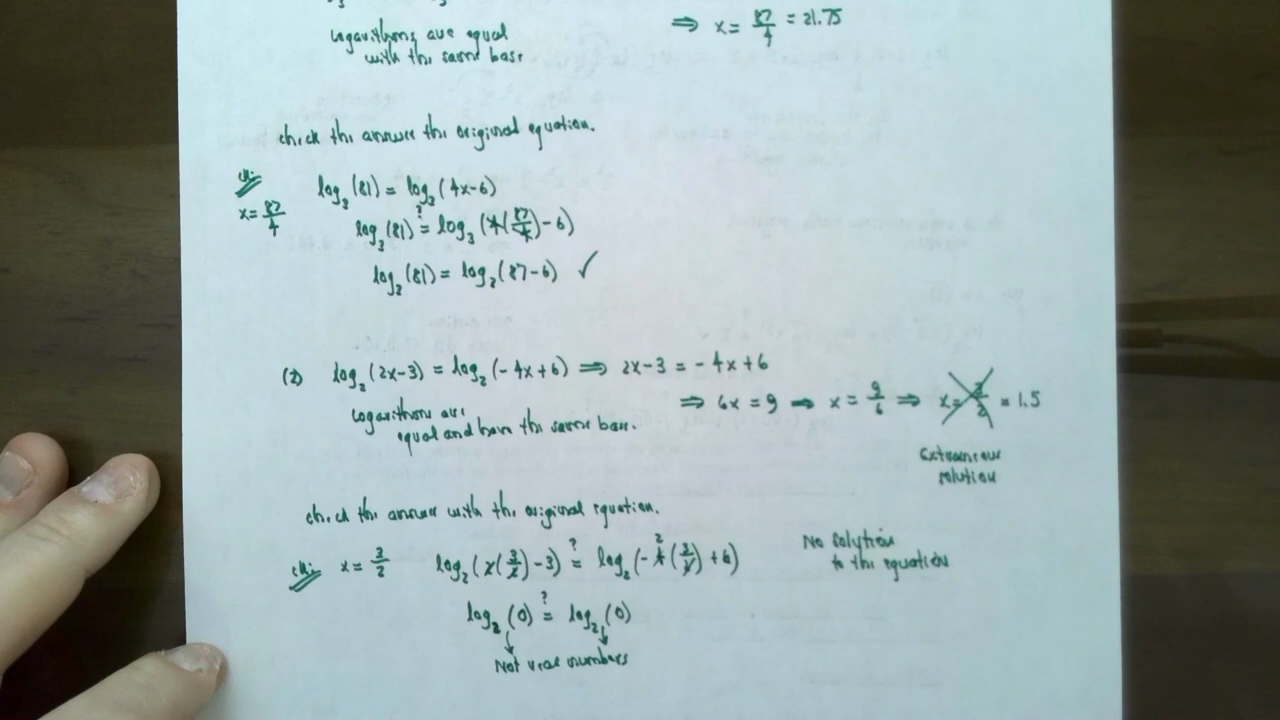 ⇒ x = 87/4 = 21.75
logarithms are equal
with the same base
check the answer the original equation.
ck:
x = 87/4
log₃(81) = log₃(4x-6)
log₃(81) ?= log₃(4(87/4)-6)
log₃(81) = log₃(87-6) ✓
(2) log₂(2x-3) = log₂(-4x+6) ⇒ 2x-3 = -4x+6
⇒ 6x = 9 ⇒ x = 9/6 ⇒ x = 3/2 = 1.5
Logarithms are
equal and have the same base.
Extraneous
solution
check the answer with the original equation.
ck: x = 3/2 log₂(2(3/2)-3) ?= log₂(-4(3/2)+6)
No solution
to the equation
log₂(0) ?= log₂(0)
Not real numbers